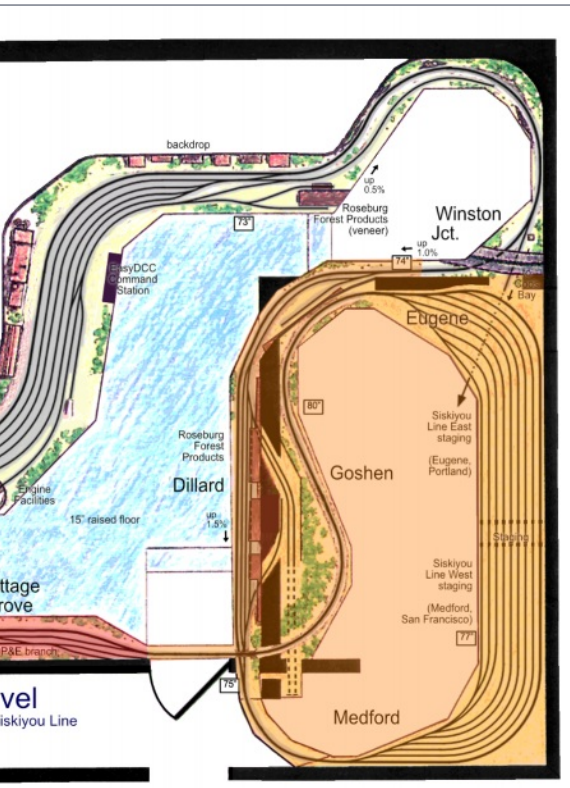 backdrop
up
0.5%
Roseburg
Forest Products
(veneer)
73"
Winston
Jct.
up
1.0%
74"
EasyDCC
Command
Station
Bay
Eugene
80"
Siskiyou
Line East
staging
(Eugene,
Portland)
Roseburg
Forest
Products
Goshen
Dillard
Engine
Facilities
15" raised floor
up
1.5%
Staging
Siskiyou
Line West
staging
(Medford,
San Francisco)
ttage
rove
77"
P&E branch
75"
vel
iskiyou Line
Medford